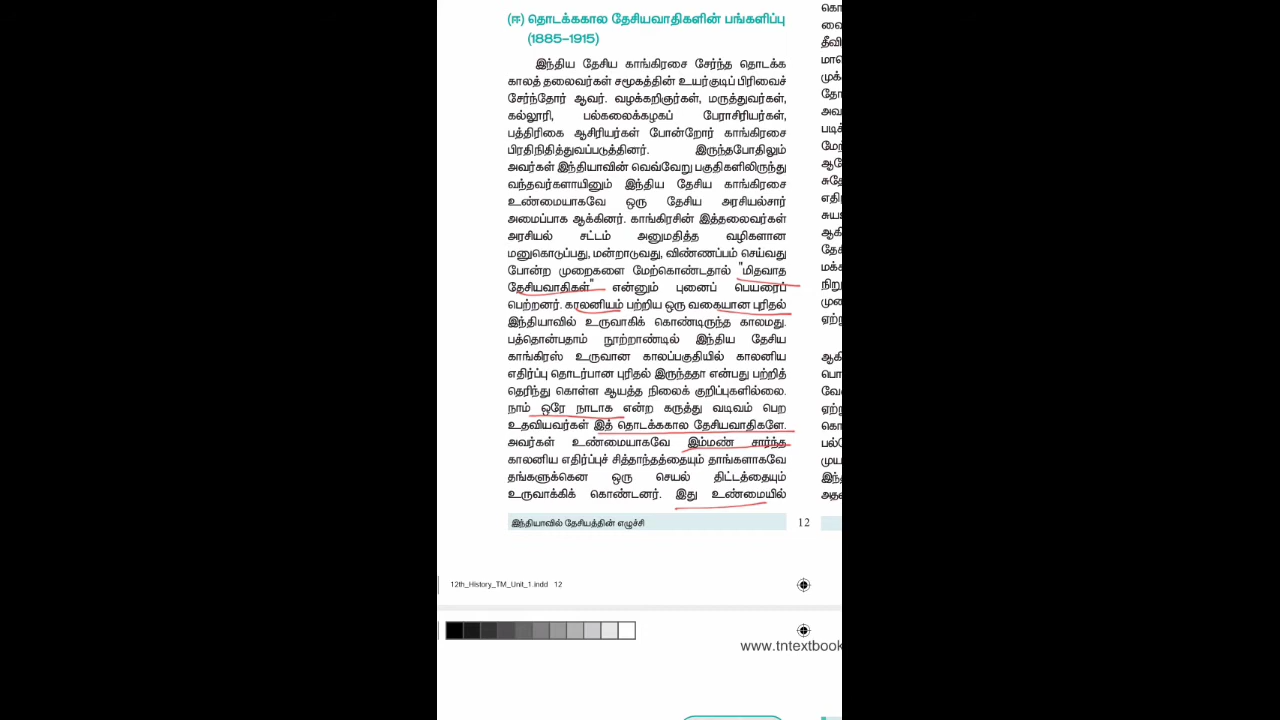 (ஈ) தொடக்ககால தேசியவாதிகளின் பங்களிப்பு
(1885–1915)
இந்திய தேசிய காங்கிரசை சேர்ந்த தொடக்க
காலத் தலைவர்கள் சமூகத்தின் உயர்குடிப் பிரிவைச்
சேர்ந்தோர் ஆவர். வழக்கறிஞர்கள், மருத்துவர்கள்,
கல்லூரி, பல்கலைக்கழகப் பேராசிரியர்கள்,
பத்திரிகை ஆசிரியர்கள் போன்றோர் காங்கிரசை
பிரதிநிதித்துவப்படுத்தினர். இருந்தபோதிலும்
அவர்கள் இந்தியாவின் வெவ்வேறு பகுதிகளிலிருந்து
வந்தவர்களாயினும் இந்திய தேசிய காங்கிரசை
உண்மையாகவே ஒரு தேசிய அரசியல்சார்
அமைப்பாக ஆக்கினர். காங்கிரசின் இத்தலைவர்கள்
அரசியல் சட்டம் அனுமதித்த வழிகளான
மனுகொடுப்பது, மன்றாடுவது, விண்ணப்பம் செய்வது
போன்ற முறைகளை மேற்கொண்டதால் "மிதவாத
தேசியவாதிகள்" என்னும் புனைப் பெயரைப்
பெற்றனர். காலனியம் பற்றிய ஒரு வகையான புரிதல்
இந்தியாவில் உருவாகிக் கொண்டிருந்த காலமது.
பத்தொன்பதாம் நூற்றாண்டில் இந்திய தேசிய
காங்கிரஸ் உருவான காலப்பகுதியில் காலனிய
எதிர்ப்பு தொடர்பான புரிதல் இருந்ததா என்பது பற்றித்
தெரிந்து கொள்ள ஆயத்த நிலைக் குறிப்புகளில்லை.
நாம் ஒரே நாடாக என்ற கருத்து வடிவம் பெற
உதவியவர்கள் இத் தொடக்ககால தேசியவாதிகளே.
அவர்கள் உண்மையாகவே இம்மண் சார்ந்த
காலனிய எதிர்ப்புச் சித்தாந்தத்தையும் தாங்களாகவே
தங்களுக்கென ஒரு செயல் திட்டத்தையும்
உருவாக்கிக் கொண்டனர். இது உண்மையில்
இந்தியாவில் தேசியத்தின் எழுச்சி 12
12th_History_TM_Unit_1.indd 12
www.tntextbook